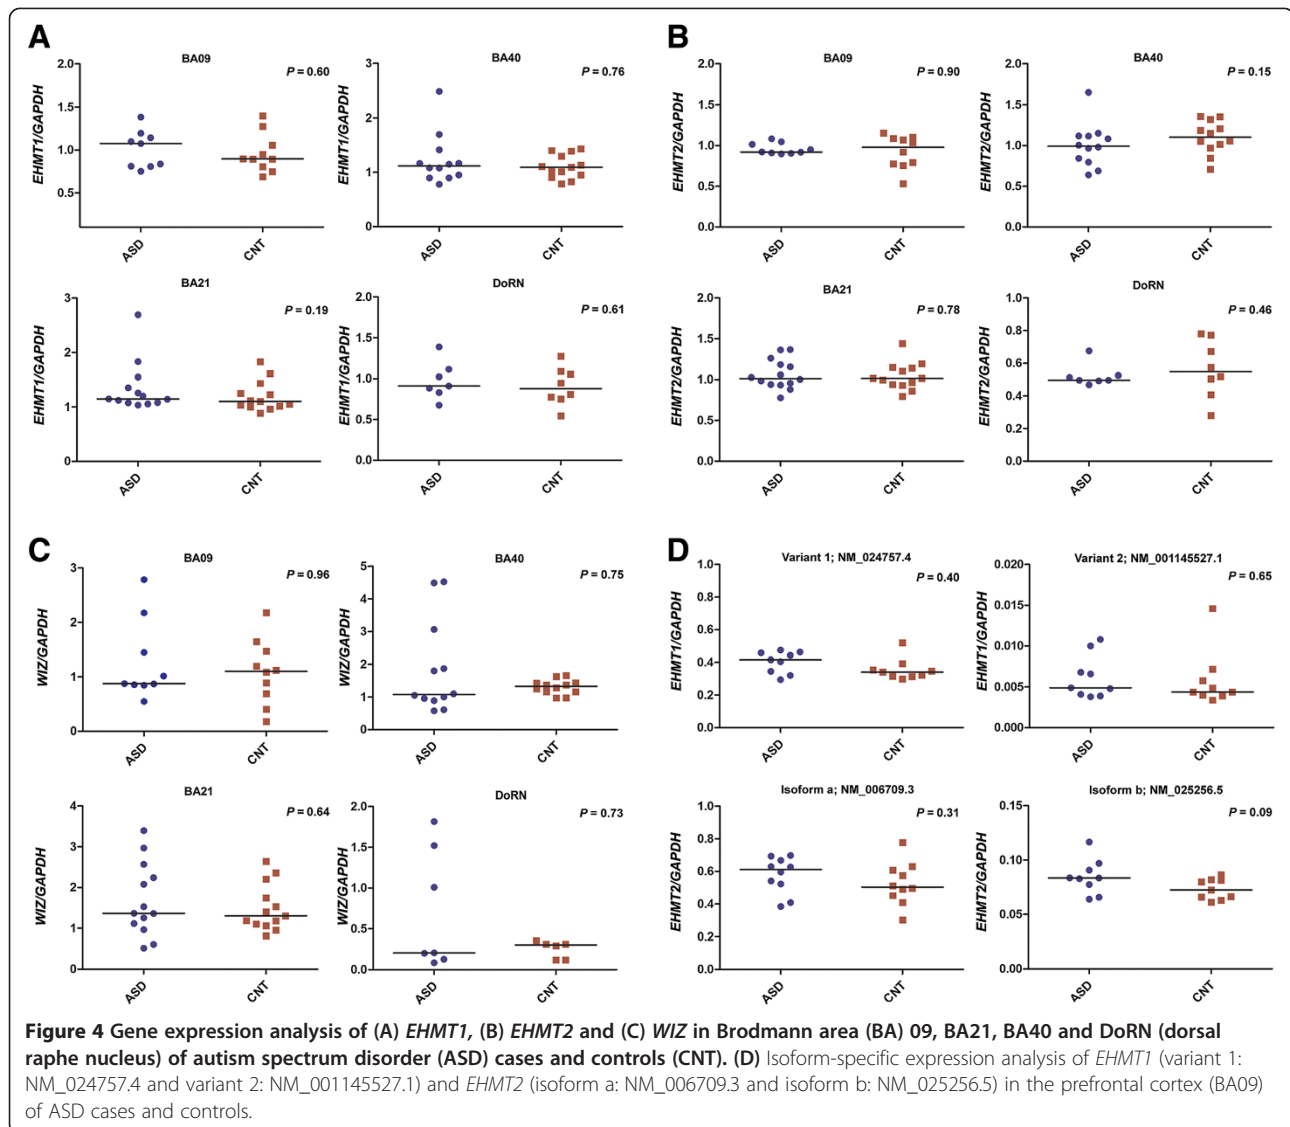 A
BA09
P = 0.60
EHMT1/GAPDH
2.0
1.5
1.0
0.5
ASD
CNT
BA40
P = 0.76
EHMT1/GAPDH
3
2
1
0
ASD
CNT
BA21
P = 0.19
EHMT1/GAPDH
3
2
1
0
ASD
CNT
DoRN
P = 0.61
EHMT1/GAPDH
2.0
1.5
1.0
0.5
0.0
ASD
CNT
B
BA09
P = 0.90
EHMT2/GAPDH
2.0
1.5
1.0
0.5
0.0
ASD
CNT
BA40
P = 0.15
EHMT2/GAPDH
2.0
1.5
1.0
0.5
0.0
ASD
CNT
BA21
P = 0.78
EHMT2/GAPDH
2.0
1.5
1.0
0.5
0.0
ASD
CNT
DoRN
P = 0.46
EHMT2/GAPDH
1.0
0.8
0.6
0.4
0.2
0.0
ASD
CNT
C
BA09
P = 0.96
WIZ/GAPDH
3
2
1
0
ASD
CNT
BA40
P = 0.75
WIZ/GAPDH
5
4
3
2
1
0
ASD
CNT
BA21
P = 0.64
WIZ/GAPDH
4
3
2
1
0
ASD
CNT
DoRN
P = 0.73
WIZ/GAPDH
2.0
1.5
1.0
0.5
0.0
ASD
CNT
D
Variant 1; NM_024757.4
P = 0.40
EHMT1/GAPDH
1.0
0.8
0.6
0.4
0.2
0.0
ASD
CNT
Variant 2; NM_001145527.1
P = 0.65
EHMT1/GAPDH
0.020
0.015
0.010
0.005
0.000
ASD
CNT
Isoform a; NM_006709.3
P = 0.31
EHMT2/GAPDH
1.0
0.8
0.6
0.4
0.2
0.0
ASD
CNT
Isoform b; NM_025256.5
P = 0.09
EHMT2/GAPDH
0.15
0.10
0.05
0.00
ASD
CNT
Figure 4 Gene expression analysis of (A) EHMT1, (B) EHMT2 and (C) WIZ in Brodmann area (BA) 09, BA21, BA40 and DoRN (dorsal
raphe nucleus) of autism spectrum disorder (ASD) cases and controls (CNT). (D) Isoform-specific expression analysis of EHMT1 (variant 1:
NM_024757.4 and variant 2: NM_001145527.1) and EHMT2 (isoform a: NM_006709.3 and isoform b: NM_025256.5) in the prefrontal cortex (BA09)
of ASD cases and controls.